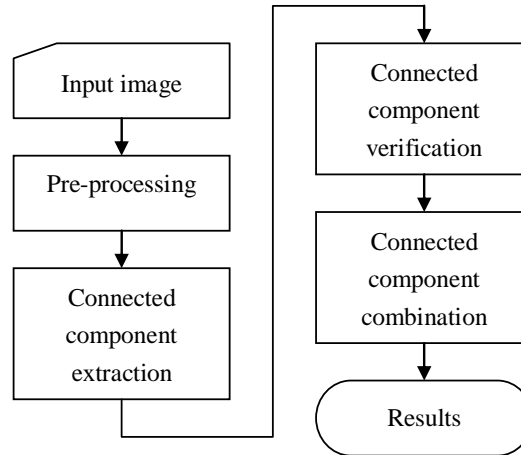 Input image
Pre-processing
Connected
component
extraction
Connected
component
verification
Connected
component
combination
Results